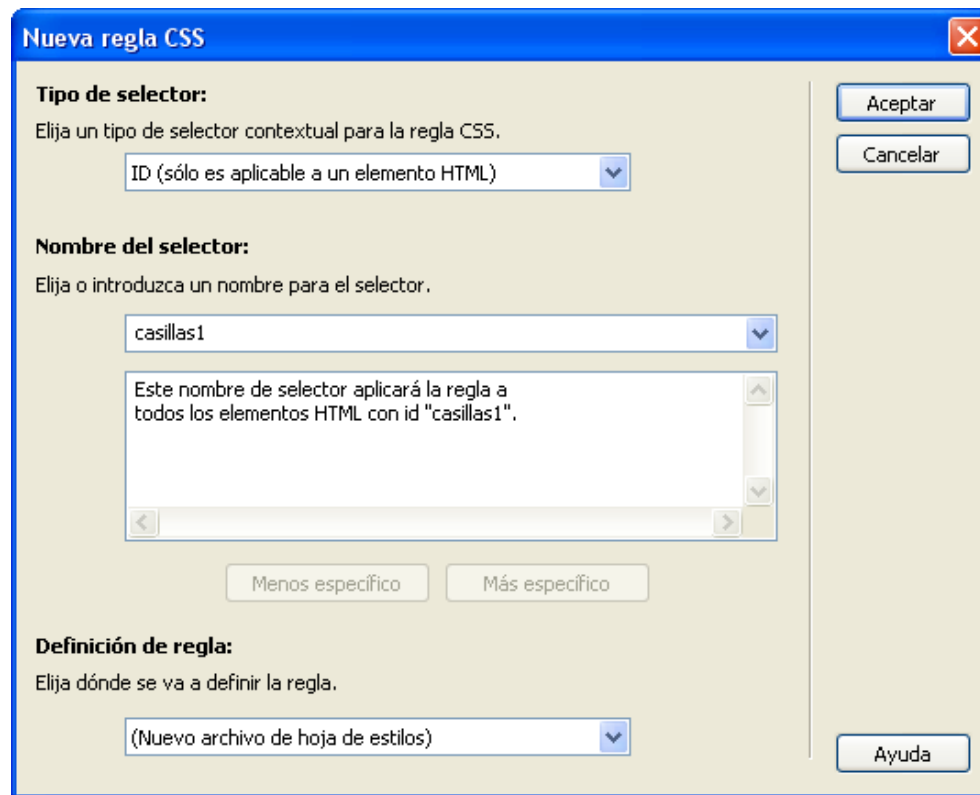 Nueva regla CSS
Tipo de selector:
Elija un tipo de selector contextual para la regla CSS.
ID (sólo es aplicable a un elemento HTML)
Aceptar
Cancelar
Nombre del selector:
Elija o introduzca un nombre para el selector.
casillas1
Este nombre de selector aplicará la regla a
todos los elementos HTML con id "casillas1".
Menos específico
Más específico
Definición de regla:
Elija dónde se va a definir la regla.
(Nuevo archivo de hoja de estilos)
Ayuda